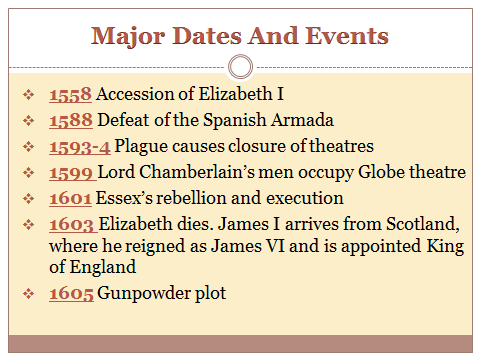 Major Dates And Events
❖ 1558 Accession of Elizabeth I
❖ 1588 Defeat of the Spanish Armada
❖ 1593-4 Plague causes closure of theatres
❖ 1599 Lord Chamberlain's men occupy Globe theatre
❖ 1601 Essex's rebellion and execution
❖ 1603 Elizabeth dies. James I arrives from Scotland,
where he reigned as James VI and is appointed King
of England
❖ 1605 Gunpowder plot